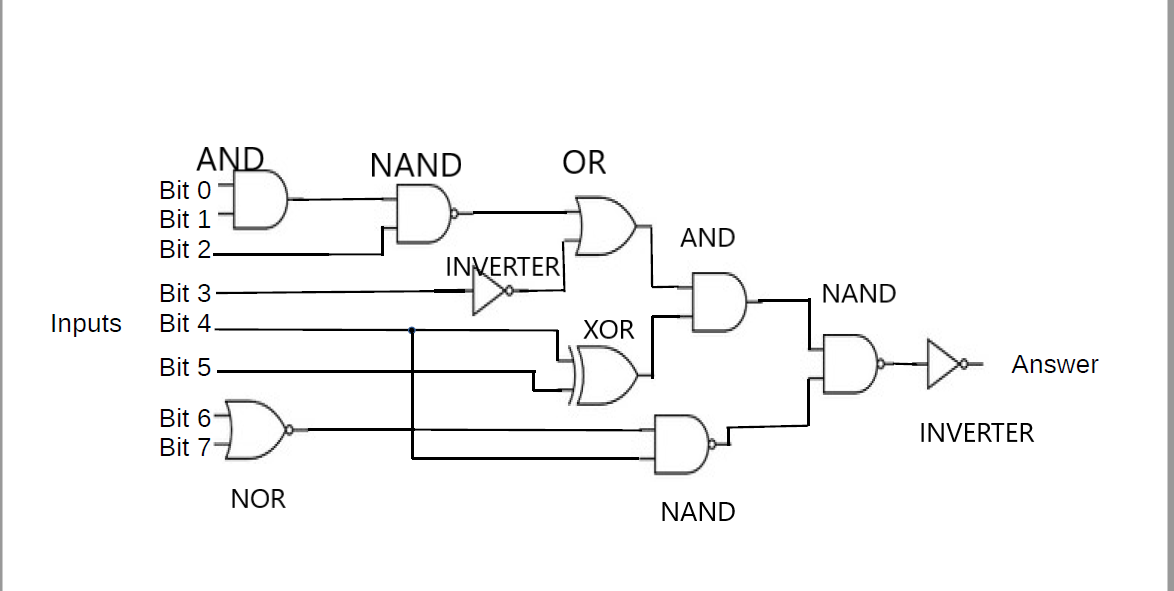 AND
NAND
OR
Bit 0
Bit 1
Bit 2
AND
INVERTER
Bit 3
NAND
Inputs
Bit 4
XOR
Bit 5
Answer
Bit 6
INVERTER
Bit 7
NOR
NAND